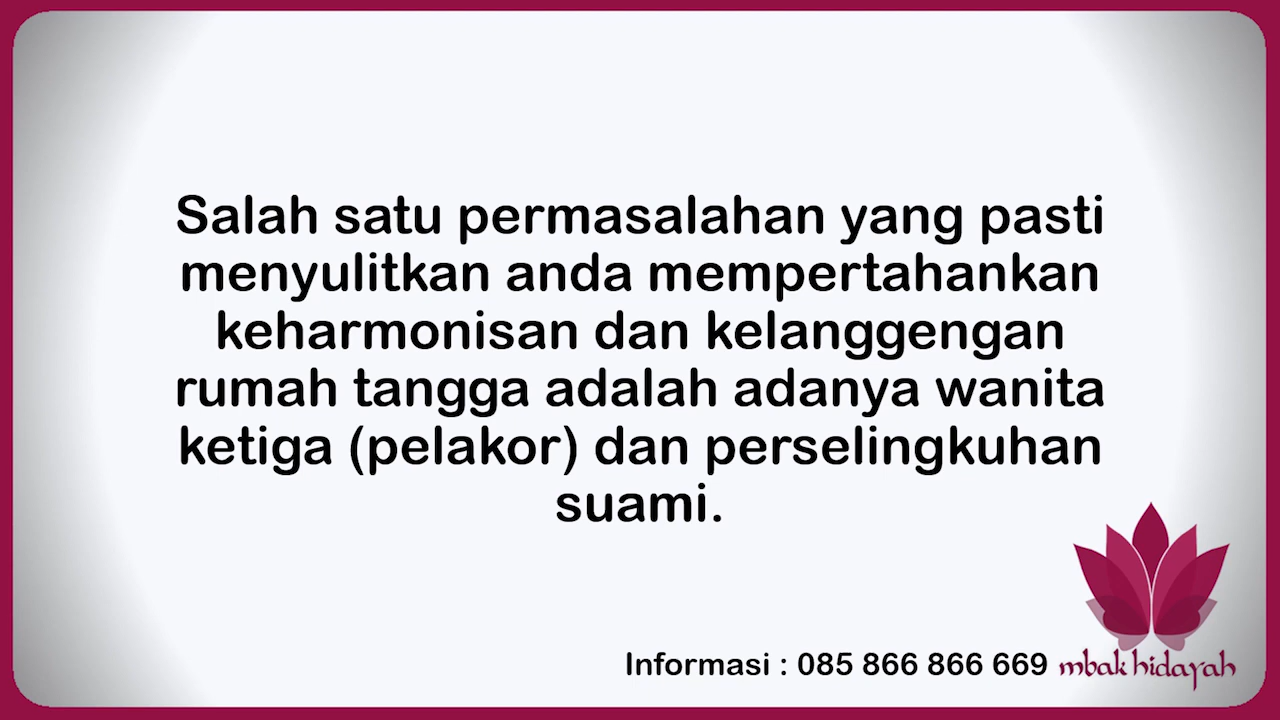 Salah satu permasalahan yang pasti
menyulitkan anda mempertahankan
keharmonisan dan kelanggengan
rumah tangga adalah adanya wanita
ketiga (pelakor) dan perselingkuhan
suami.
Informasi : 085 866 866 669
mbak hidayah